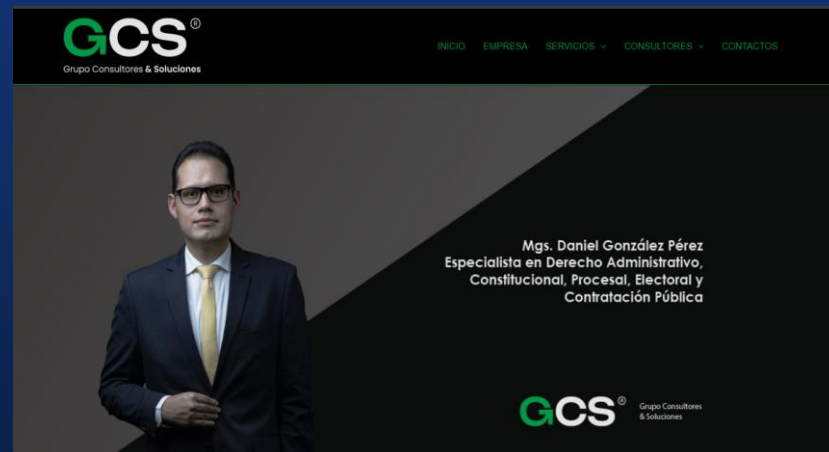 GCS®
Grupo Consultores & Soluciones
INICIO EMPRESA SERVICIOS CONSULTORES CONTACTOS
Mgs. Daniel González Pérez
Especialista en Derecho Administrativo,
Constitucional, Procesal, Electoral y
Contratación Pública
GCS®
Grupo Consultores
& Soluciones